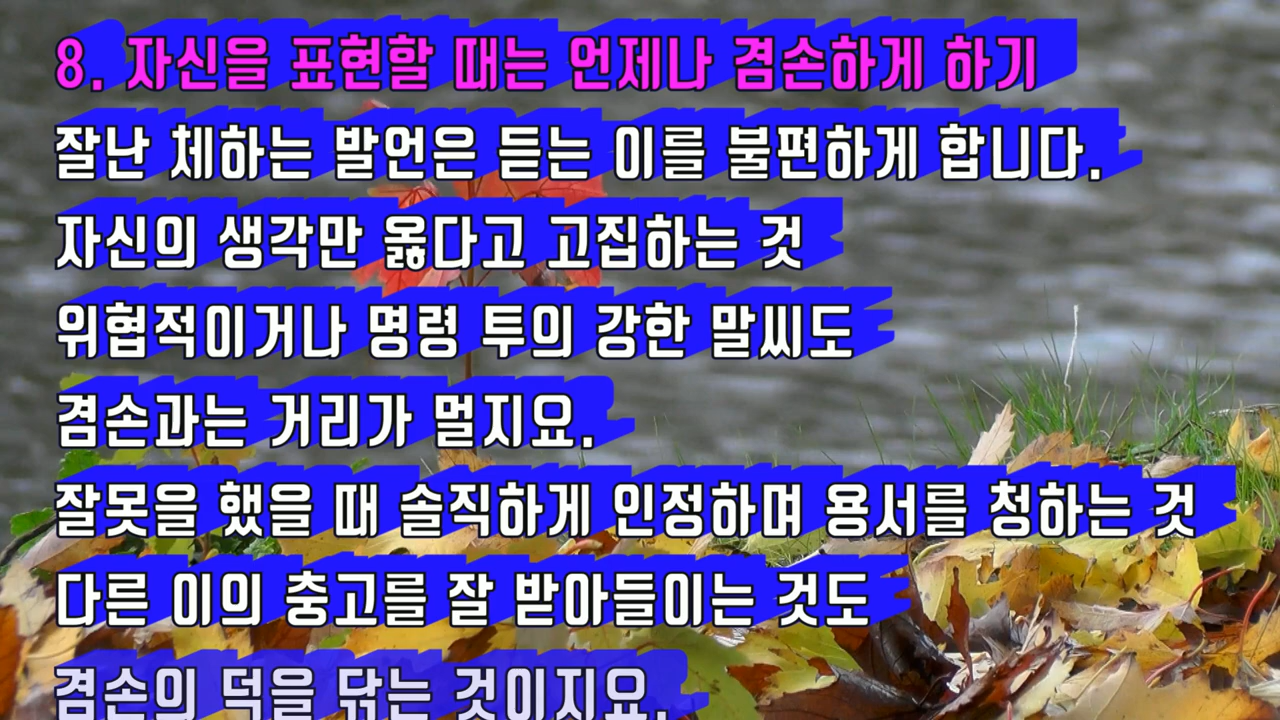 8. 자신을 표현할 때는 언제나 겸손하게 하기
잘난 체하는 발언은 듣는 이를 불편하게 합니다.
자신의 생각만 옳다고 고집하는 것
위협적이거나 명령 투의 강한 말씨도
겸손과는 거리가 멀지요.
잘못을 했을 때 솔직하게 인정하며 용서를 청하는 것
다른 이의 충고를 잘 받아들이는 것도
겸손의 덕을 닦는 것이지요.